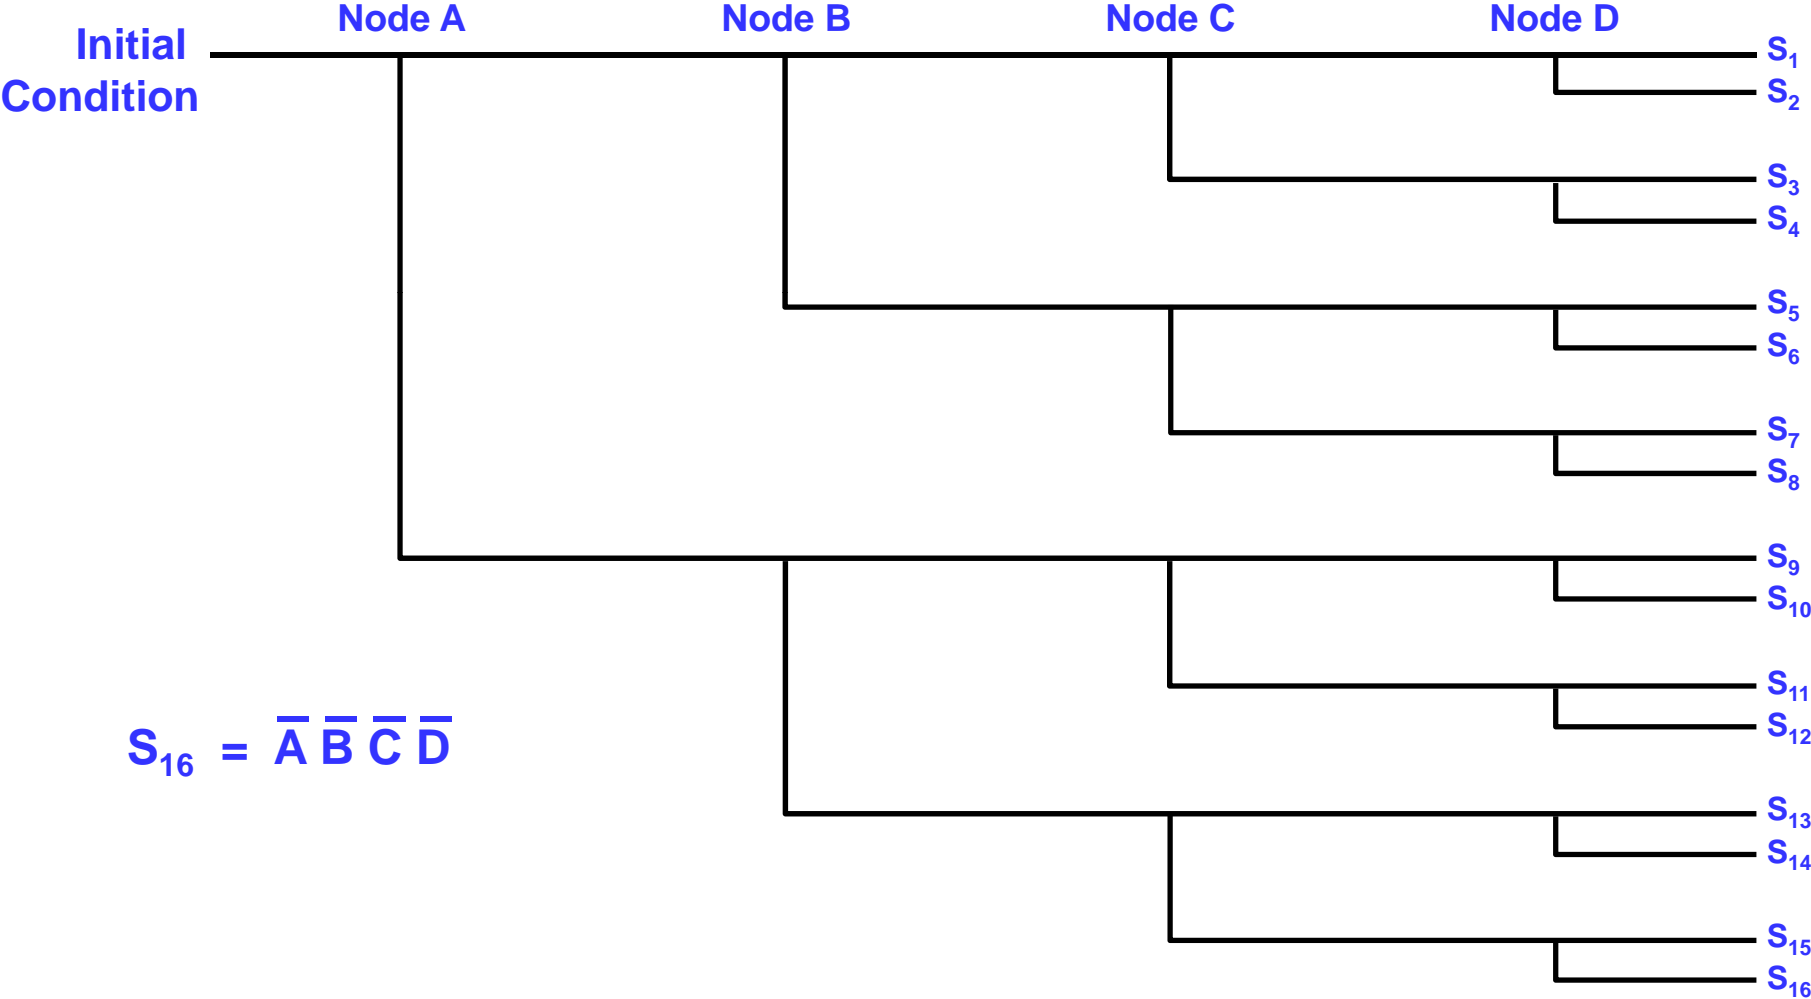 Node A Node B Node C Node D
Initial
Condition
S₁
S₂
S₃
S₄
S₅
S₆
S₇
S₈
S₉
S₁₀
S₁₁
S₁₂
S₁₆ = A̅ B̅ C̅ D̅
S₁₃
S₁₄
S₁₅
S₁₆